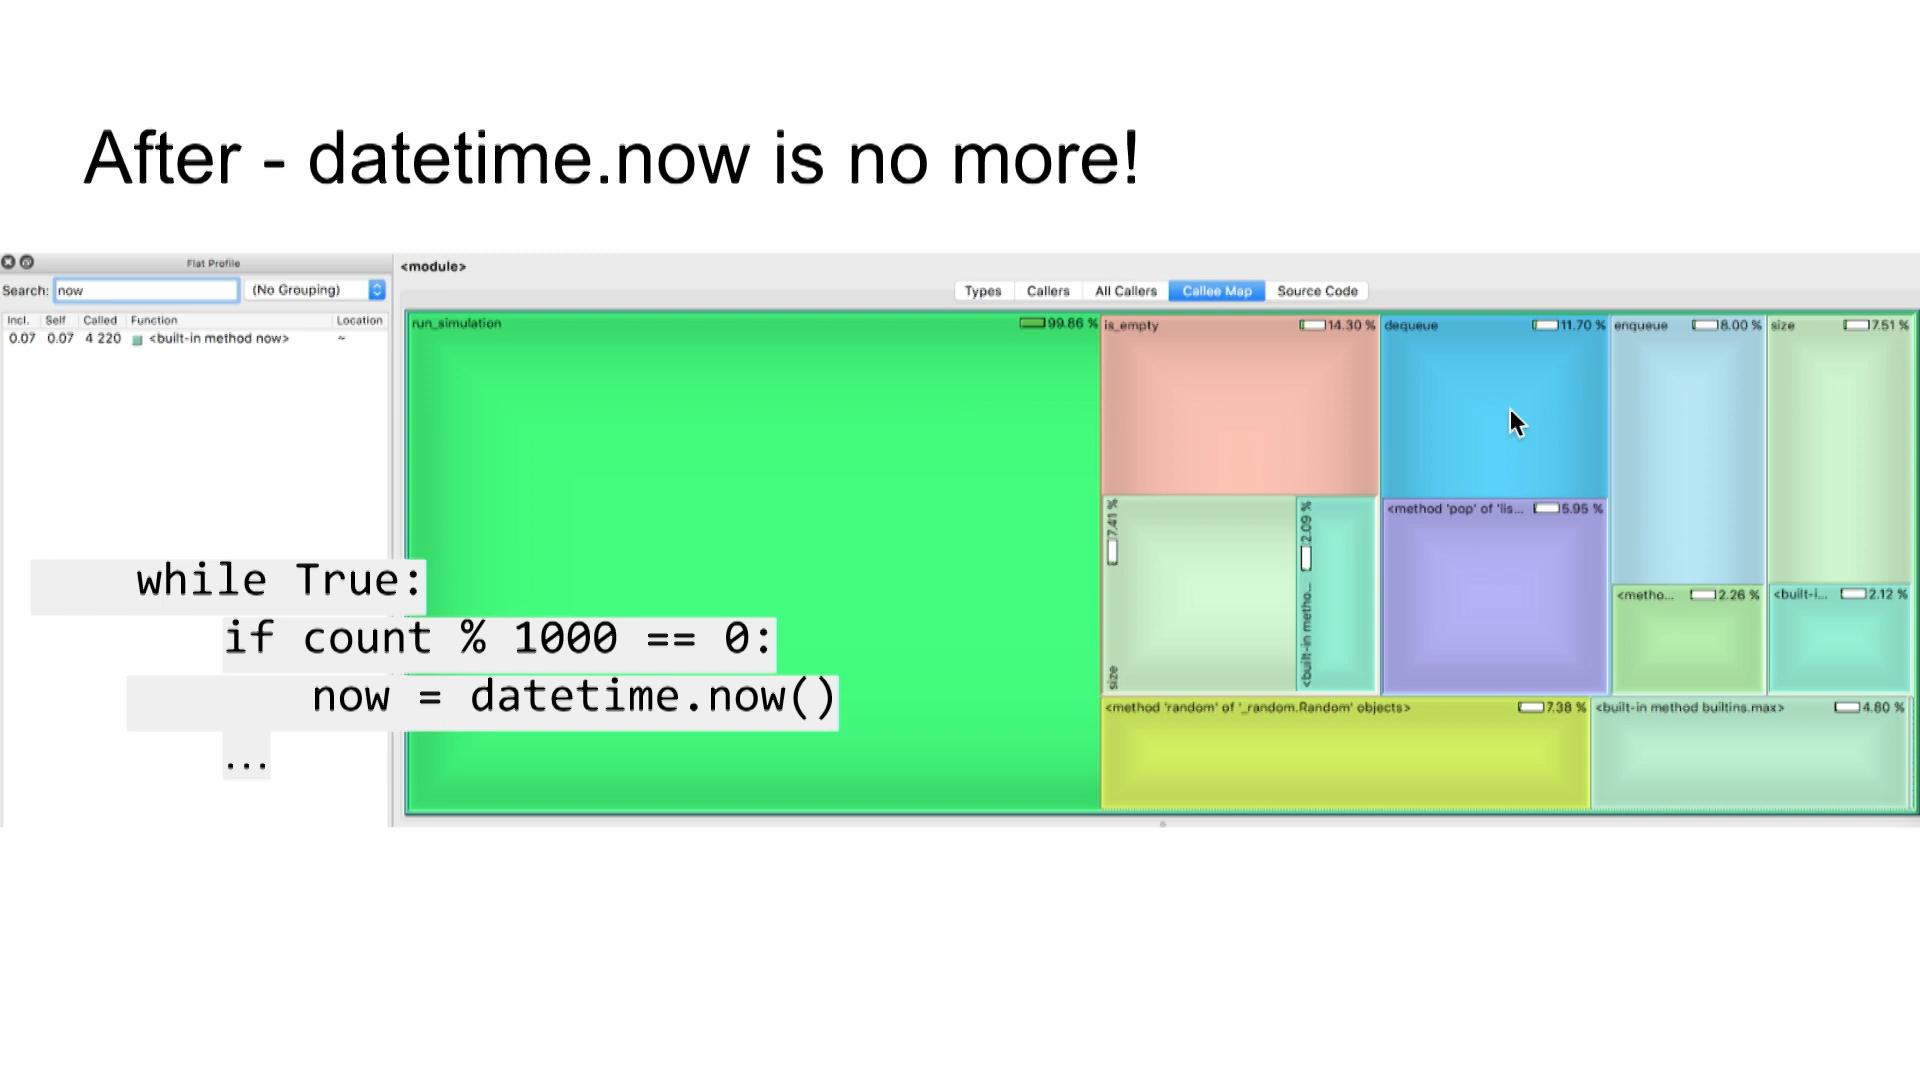 After - datetime.now is no more!
Flat Profile
Search: now (No Grouping)
Incl. Self Called Function Location
0.07 0.07 4 220 <built-in method now> ~
<module>
Types Callers All Callers Callee Map Source Code
run_simulation 99.86 %
is_empty 14.30 %
dequeue 11.70 %
enqueue 8.00 %
size 7.51 %
size 7.41 %
<built-in metho... 2.09 %
<method 'pop' of 'lis... 5.95 %
<metho... 2.26 %
<built-i... 2.12 %
<method 'random' of '_random.Random' objects> 7.38 %
<built-in method builtins.max> 4.80 %
while True:
if count % 1000 == 0:
now = datetime.now()
...